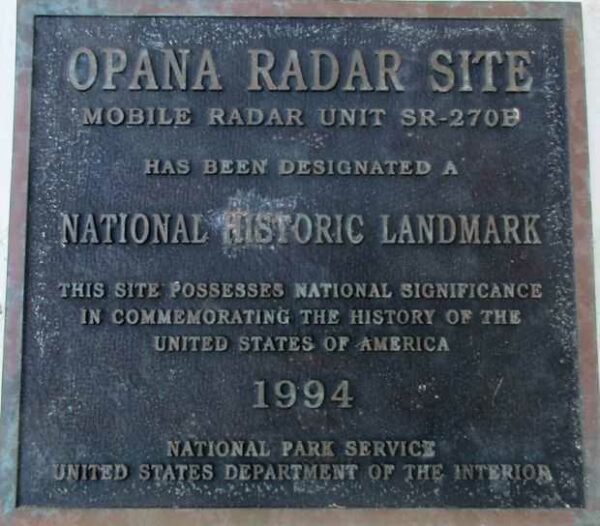 OPANA RADAR SITE
MOBILE RADAR UNIT SR-270B
HAS BEEN DESIGNATED A
NATIONAL HISTORIC LANDMARK
THIS SITE POSSESSES NATIONAL SIGNIFICANCE
IN COMMEMORATING THE HISTORY OF THE
UNITED STATES OF AMERICA
1994
NATIONAL PARK SERVICE
UNITED STATES DEPARTMENT OF THE INTERIOR